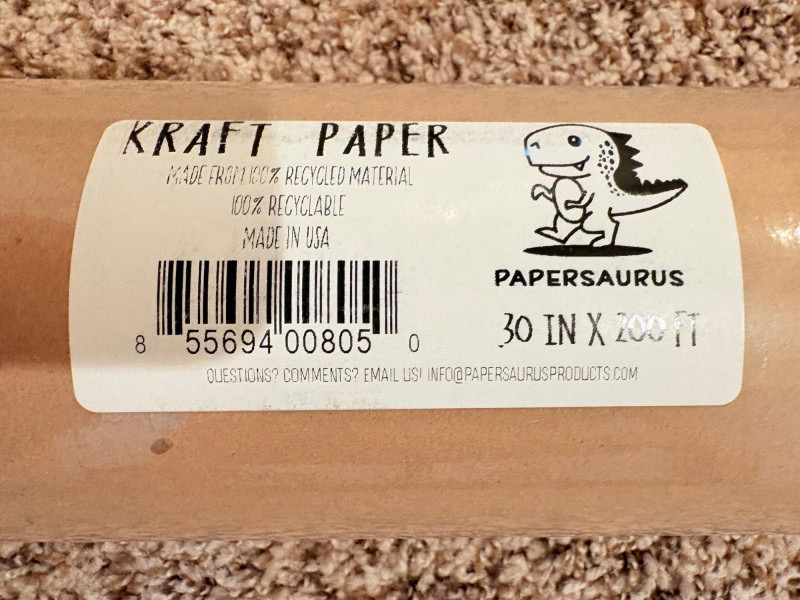 KRAFT PAPER
MADE FROM 100% RECYCLED MATERIAL
100% RECYCLABLE
MADE IN USA
8 55694 00805 0
PAPERSAURUS
30 IN X 200 FT
QUESTIONS? COMMENTS? EMAIL US! INFO@PAPERSAURUSPRODUCTS.COM